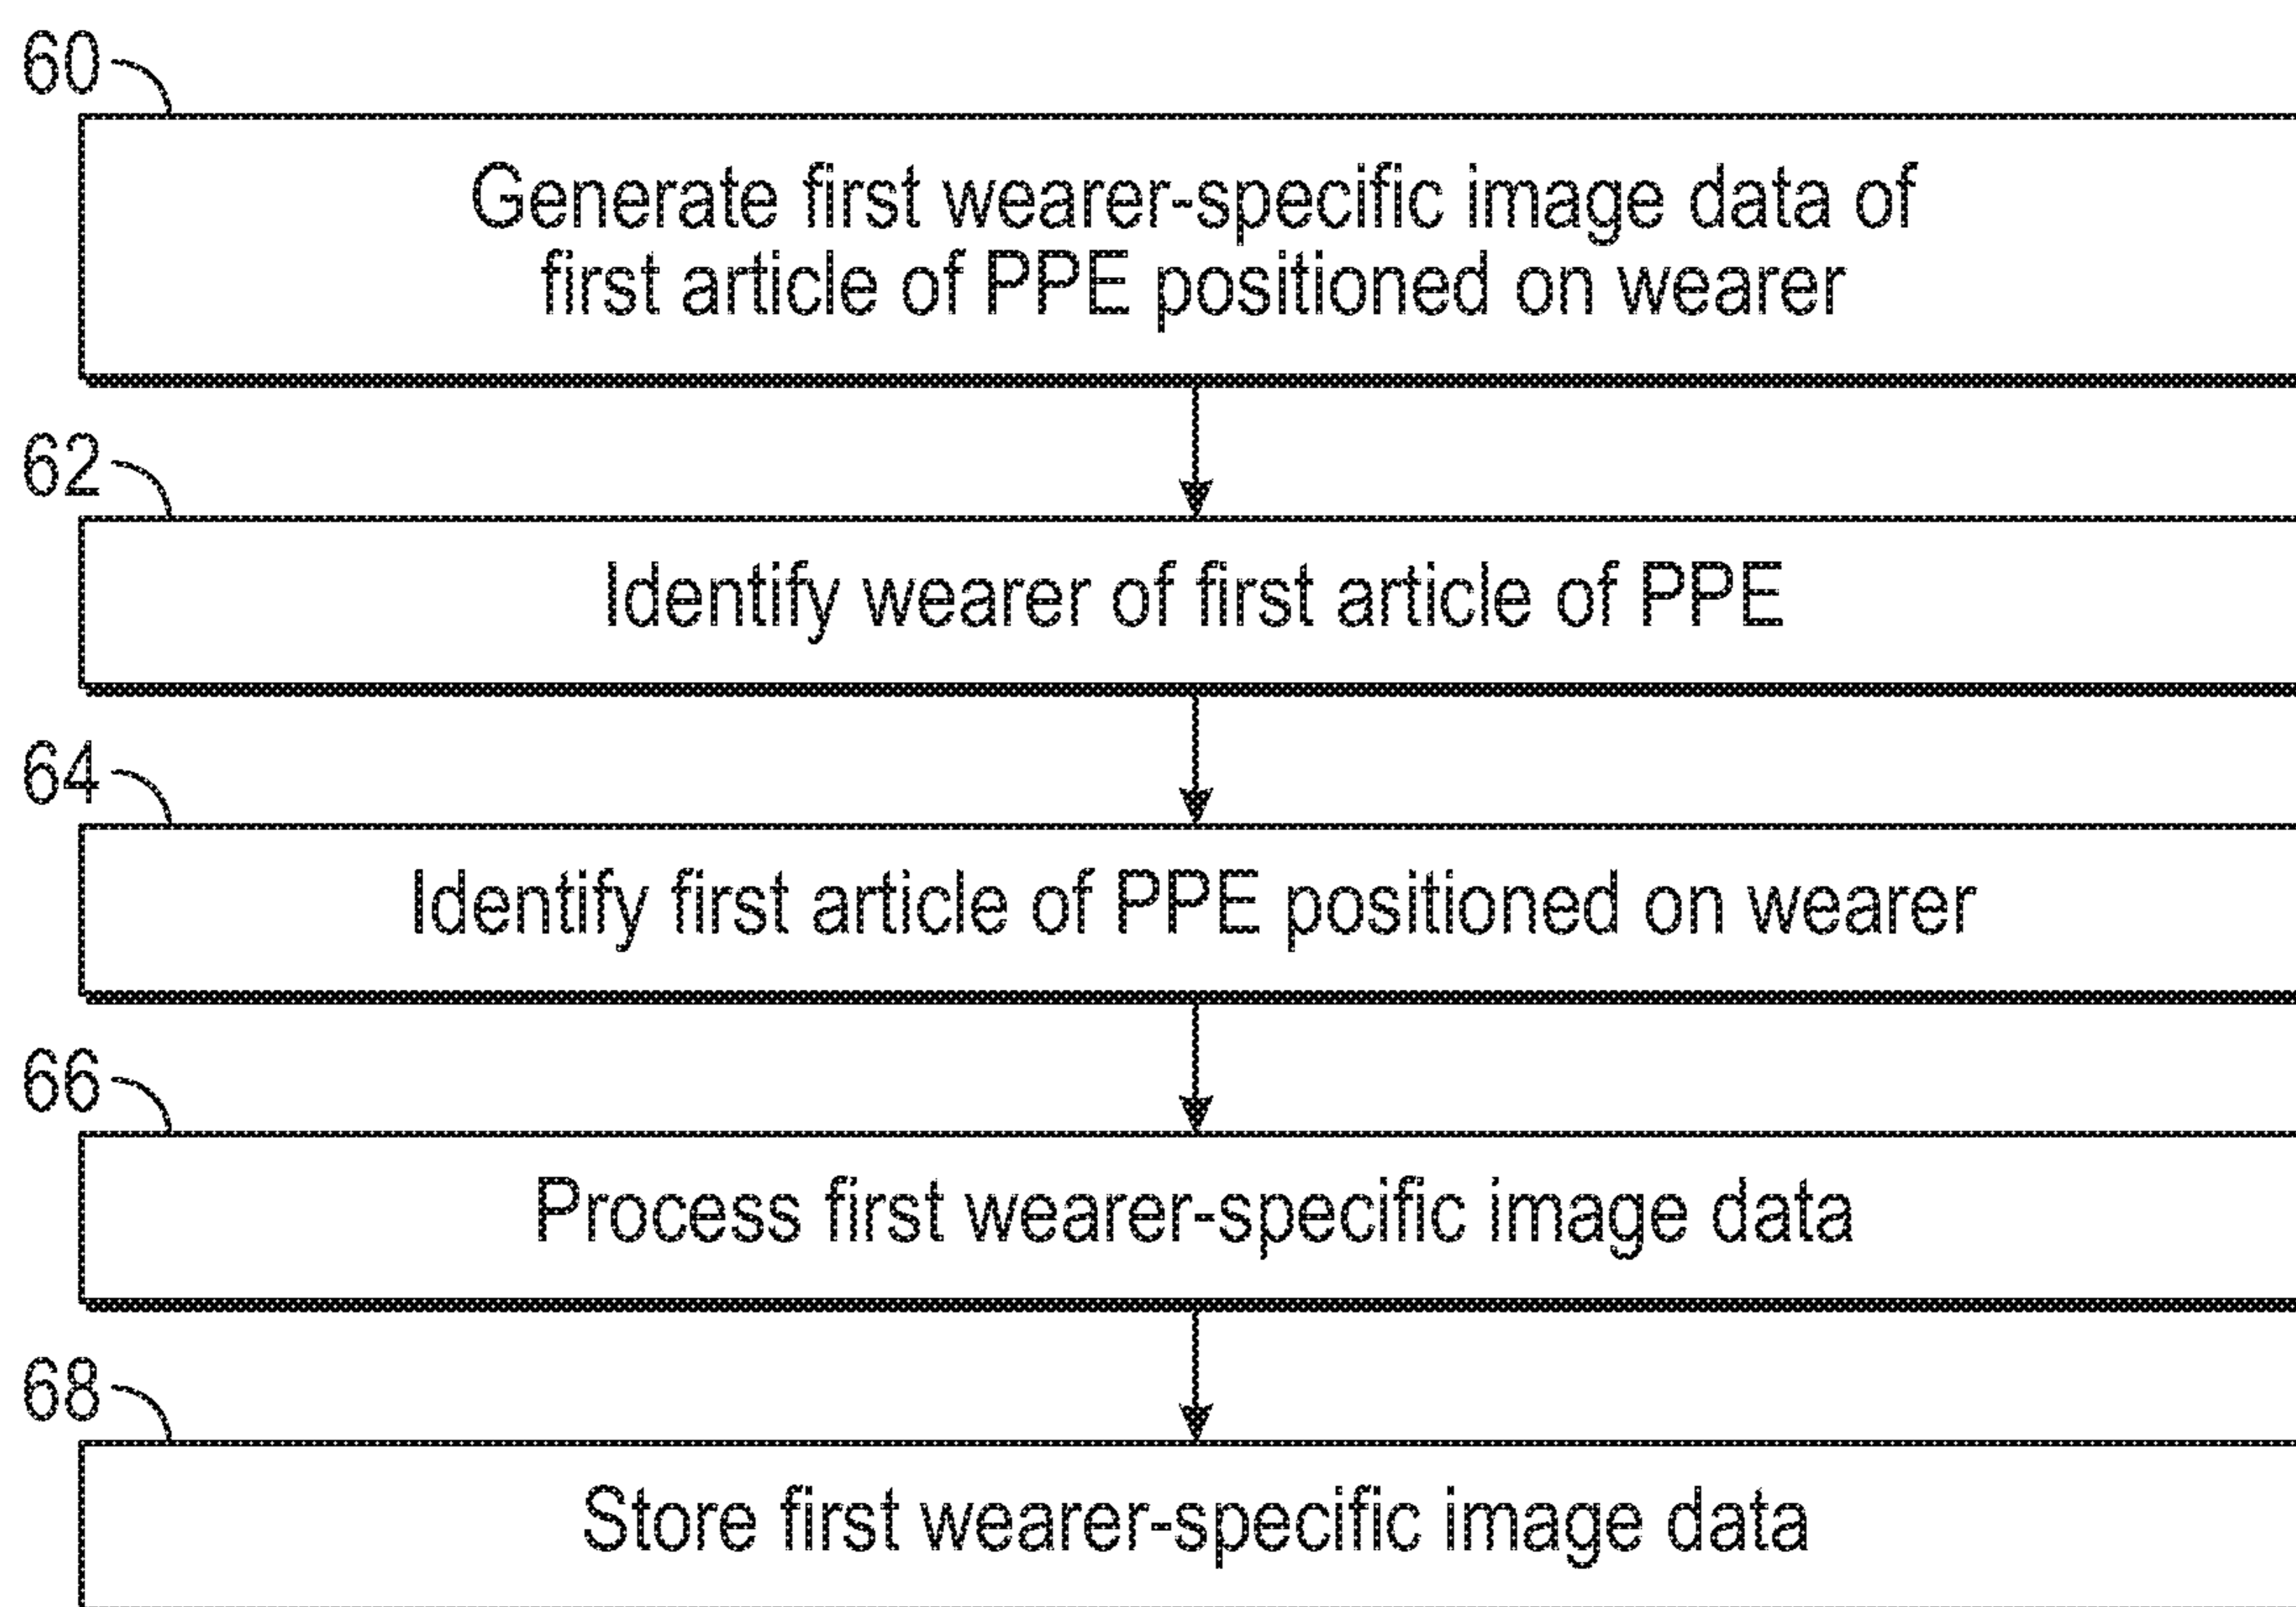 60
Generate first wearer-specific image data of
first article of PPE positioned on wearer
62
Identify wearer of first article of PPE
64
Identify first article of PPE positioned on wearer
66
Process first wearer-specific image data
68
Store first wearer-specific image data